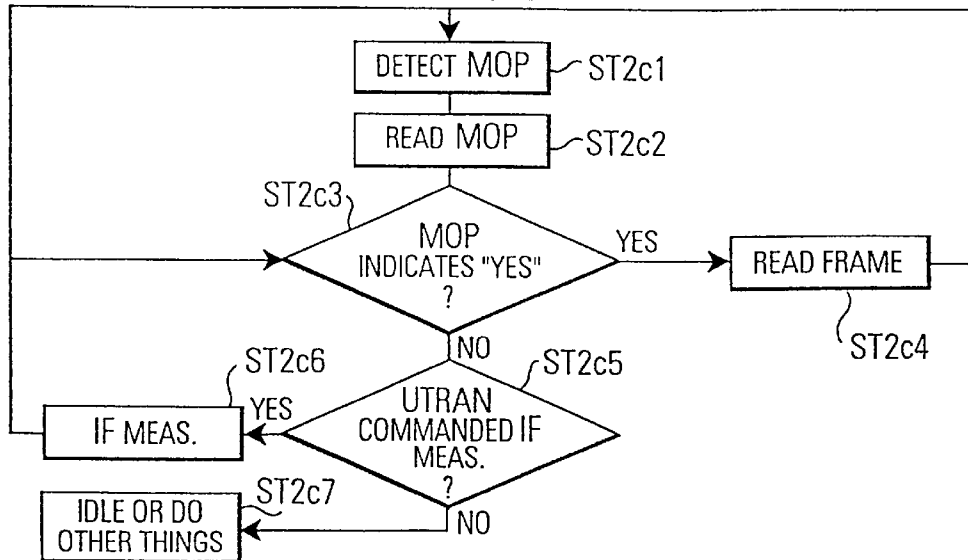 DETECT MOP
ST2c1
READ MOP
ST2c2
ST2c3
MOP
INDICATES "YES"
?
YES
READ FRAME
ST2c4
NO
ST2c5
UTRAN
COMMANDED IF
MEAS.
?
YES
ST2c6
IF MEAS.
NO
ST2c7
IDLE OR DO
OTHER THINGS